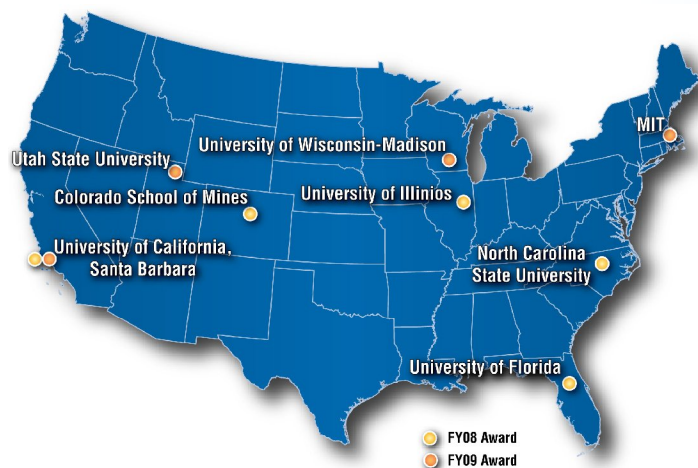 MIT
University of Wisconsin-Madison
Utah State University
Colorado School of Mines
University of Illinios
University of California,
Santa Barbara
North Carolina
State University
University of Florida
FY08 Award
FY09 Award